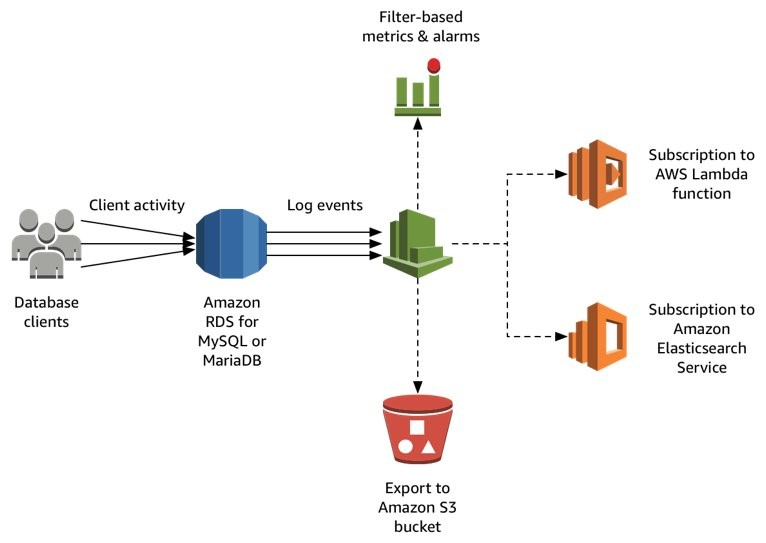 Filter-based
metrics & alarms
Client activity
Log events
Subscription to
AWS Lambda
function
Database
clients
Amazon
RDS for
MySQL or
MariaDB
Subscription to
Amazon
Elasticsearch
Service
Export to
Amazon S3
bucket